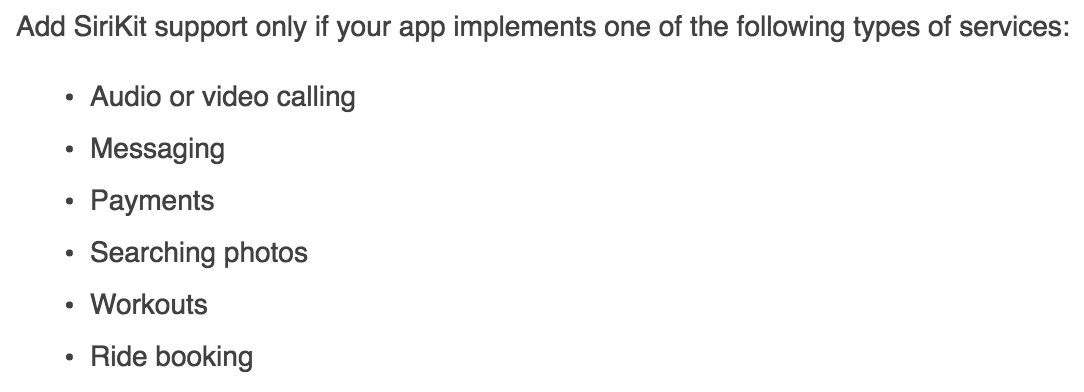 Add SiriKit support only if your app implements one of the following types of services:
• Audio or video calling
• Messaging
• Payments
• Searching photos
• Workouts
• Ride booking